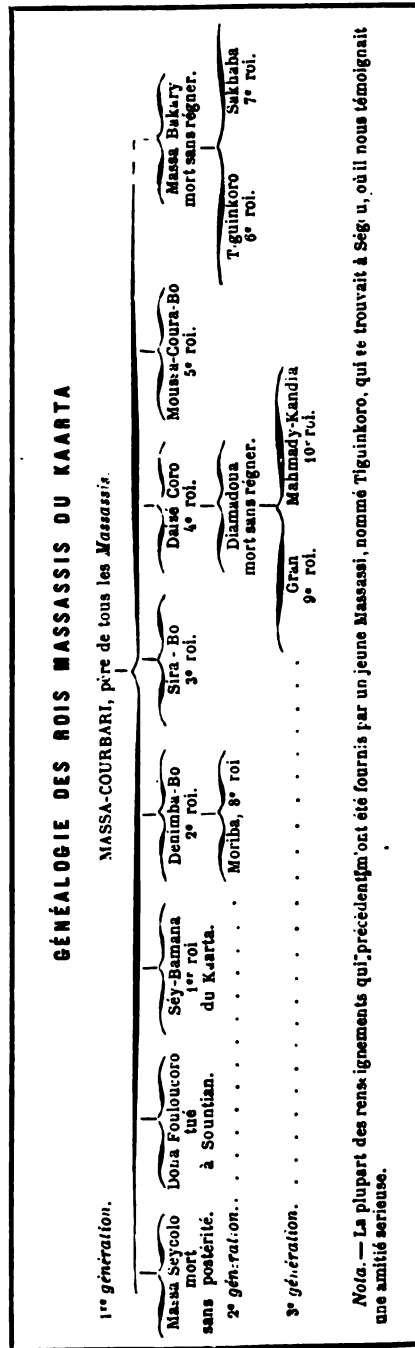 GÉNÉALOGIE DES ROIS MASSASSIS DU KAARTA
MASSA-COURBARI, père de tous les Massassis.
1re génération.
Massa Seycolo
mort
sans postérité.
Dona Fouloucoro
tué
à Sountian.
Séy-Bamana
1er roi
du Kaarta.
Denimba-Bo
2e roi.
Sira-Bo
3e roi.
Daisé Coro
4e roi.
Moussa-Coura-Bo
5e roi.
Massa Bakary
mort sans régner.
2e génération. . . . . . . . . . . . . . .
Moriba, 8e roi
Diamadoua
mort sans régner.
Tiguinkoro
6e roi.
Sakhaba
7e roi.
3e génération. . . . . . . . . . . . . . . . . . . . . . . .
Gran
9e roi.
Mahmady-Kandia
10e roi.
Nota. — La plupart des renseignements qui précèdent m'ont été fournis par un jeune Massassi, nommé Tiguinkoro, qui se trouvait à Ségou, où il nous témoignait
une amitié serieuse.